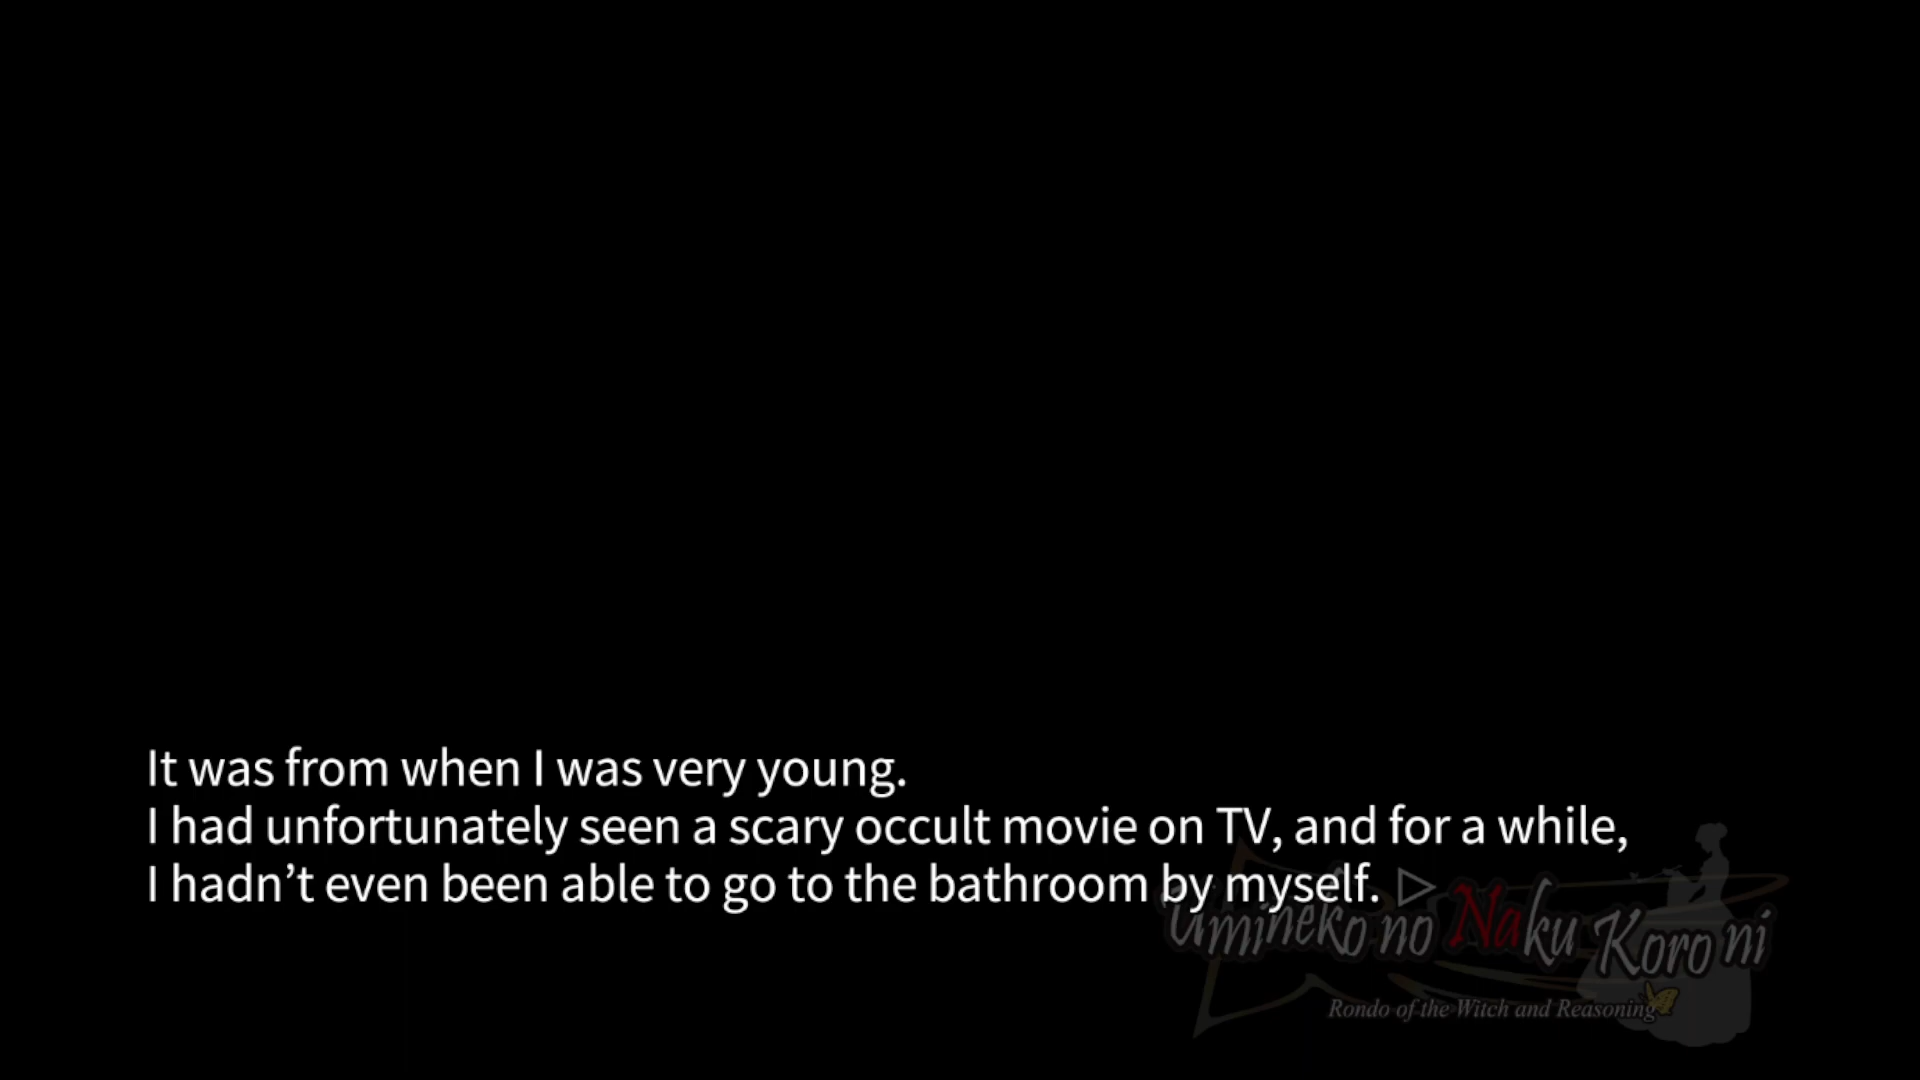 It was from when I was very young.
I had unfortunately seen a scary occult movie on TV, and for a while,
I hadn’t even been able to go to the bathroom by myself.
Umineko no Naku Koro ni
Rondo of the Witch and Reasoning